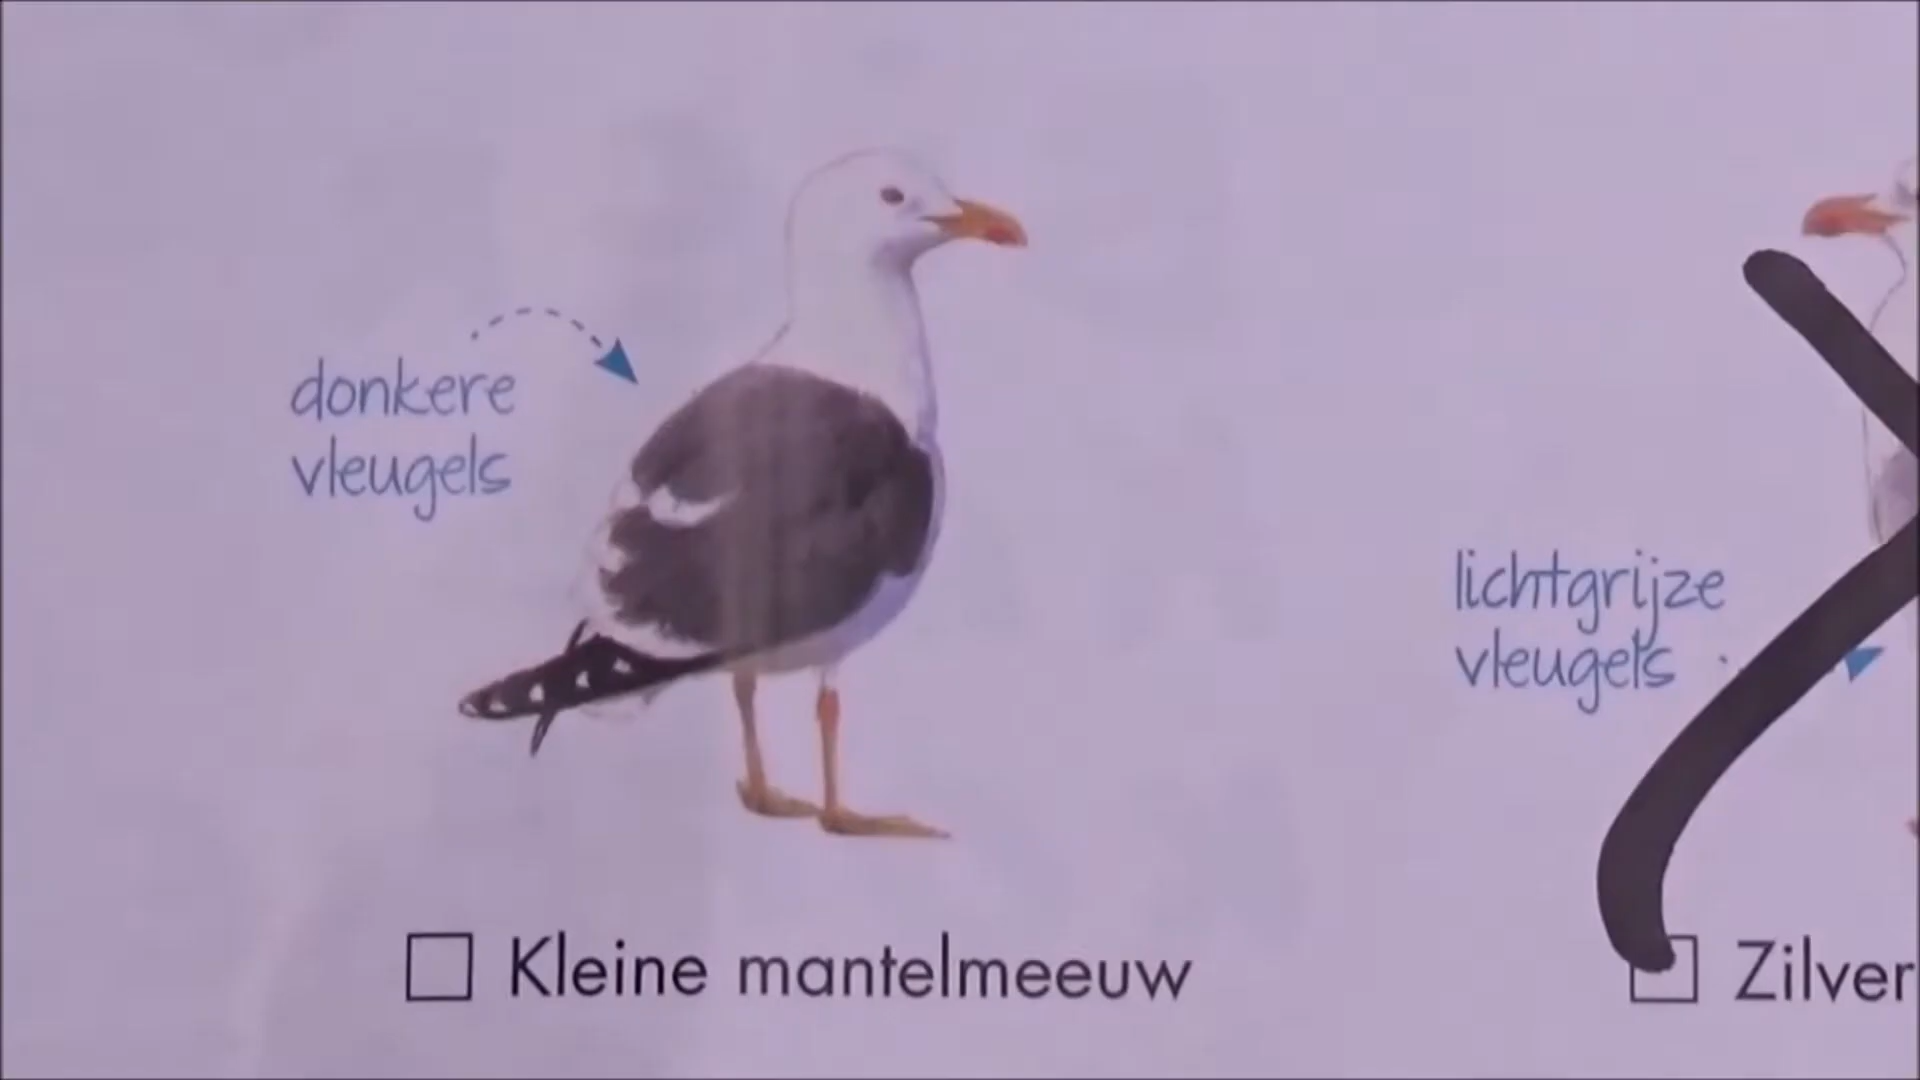 donkere
vleugels
lichtgrijze
vleugels
Kleine mantelmeeuw
Zilver